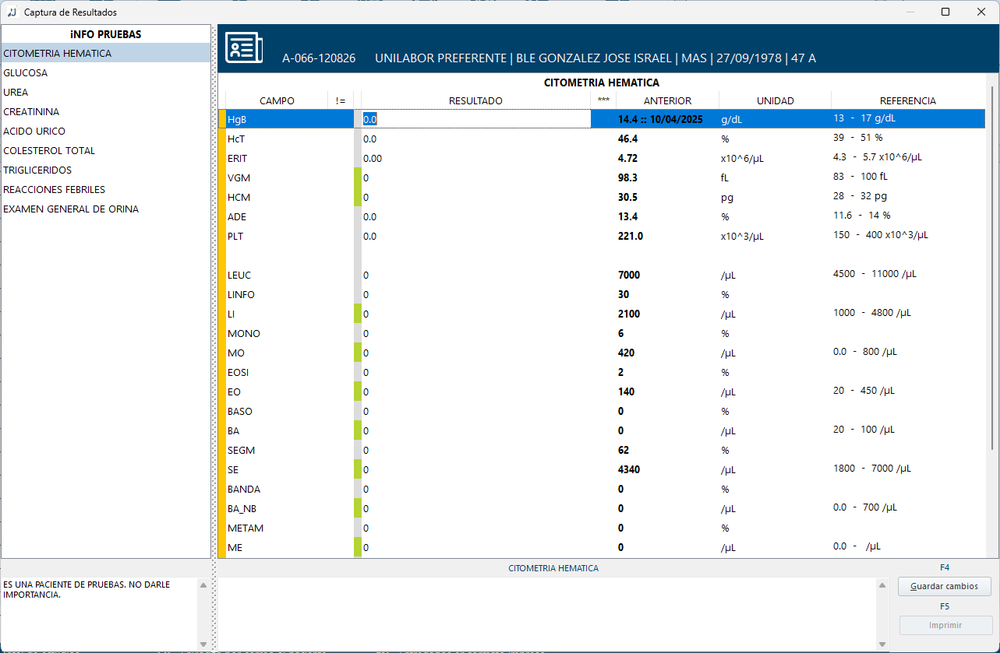 Captura de Resultados
iNFO PRUEBAS
CITOMETRIA HEMATICA
GLUCOSA
UREA
CREATININA
ACIDO URICO
COLESTEROL TOTAL
TRIGLICERIDOS
REACCIONES FEBRILES
EXAMEN GENERAL DE ORINA
A-066-120826 UNILABOR PREFERENTE | BLE GONZALEZ JOSE ISRAEL | MAS | 27/09/1978 | 47 A
CITOMETRIA HEMATICA
CAMPO != RESULTADO *** ANTERIOR UNIDAD REFERENCIA
HgB 0.0 14.4 :: 10/04/2025 g/dL 13 - 17 g/dL
HcT 0.0 46.4 % 39 - 51 %
ERIT 0.00 4.72 x10^6/µL 4.3 - 5.7 x10^6/µL
VGM 0 98.3 fL 83 - 100 fL
HCM 0 30.5 pg 28 - 32 pg
ADE 0.0 13.4 % 11.6 - 14 %
PLT 0.0 221.0 x10^3/µL 150 - 400 x10^3/µL
LEUC 0 7000 /µL 4500 - 11000 /µL
LINFO 0 30 %
LI 0 2100 /µL 1000 - 4800 /µL
MONO 0 6 %
MO 0 420 /µL 0.0 - 800 /µL
EOSI 0 2 %
EO 0 140 /µL 20 - 450 /µL
BASO 0 0 %
BA 0 0 /µL 20 - 100 /µL
SEGM 0 62 %
SE 0 4340 /µL 1800 - 7000 /µL
BANDA 0 0 %
BA_NB 0 0 /µL 0.0 - 700 /µL
METAM 0 0 %
ME 0 0 /µL 0.0 - /µL
ES UNA PACIENTE DE PRUEBAS. NO DARLE
IMPORTANCIA.
CITOMETRIA HEMATICA
F4
Guardar cambios
F5
Imprimir